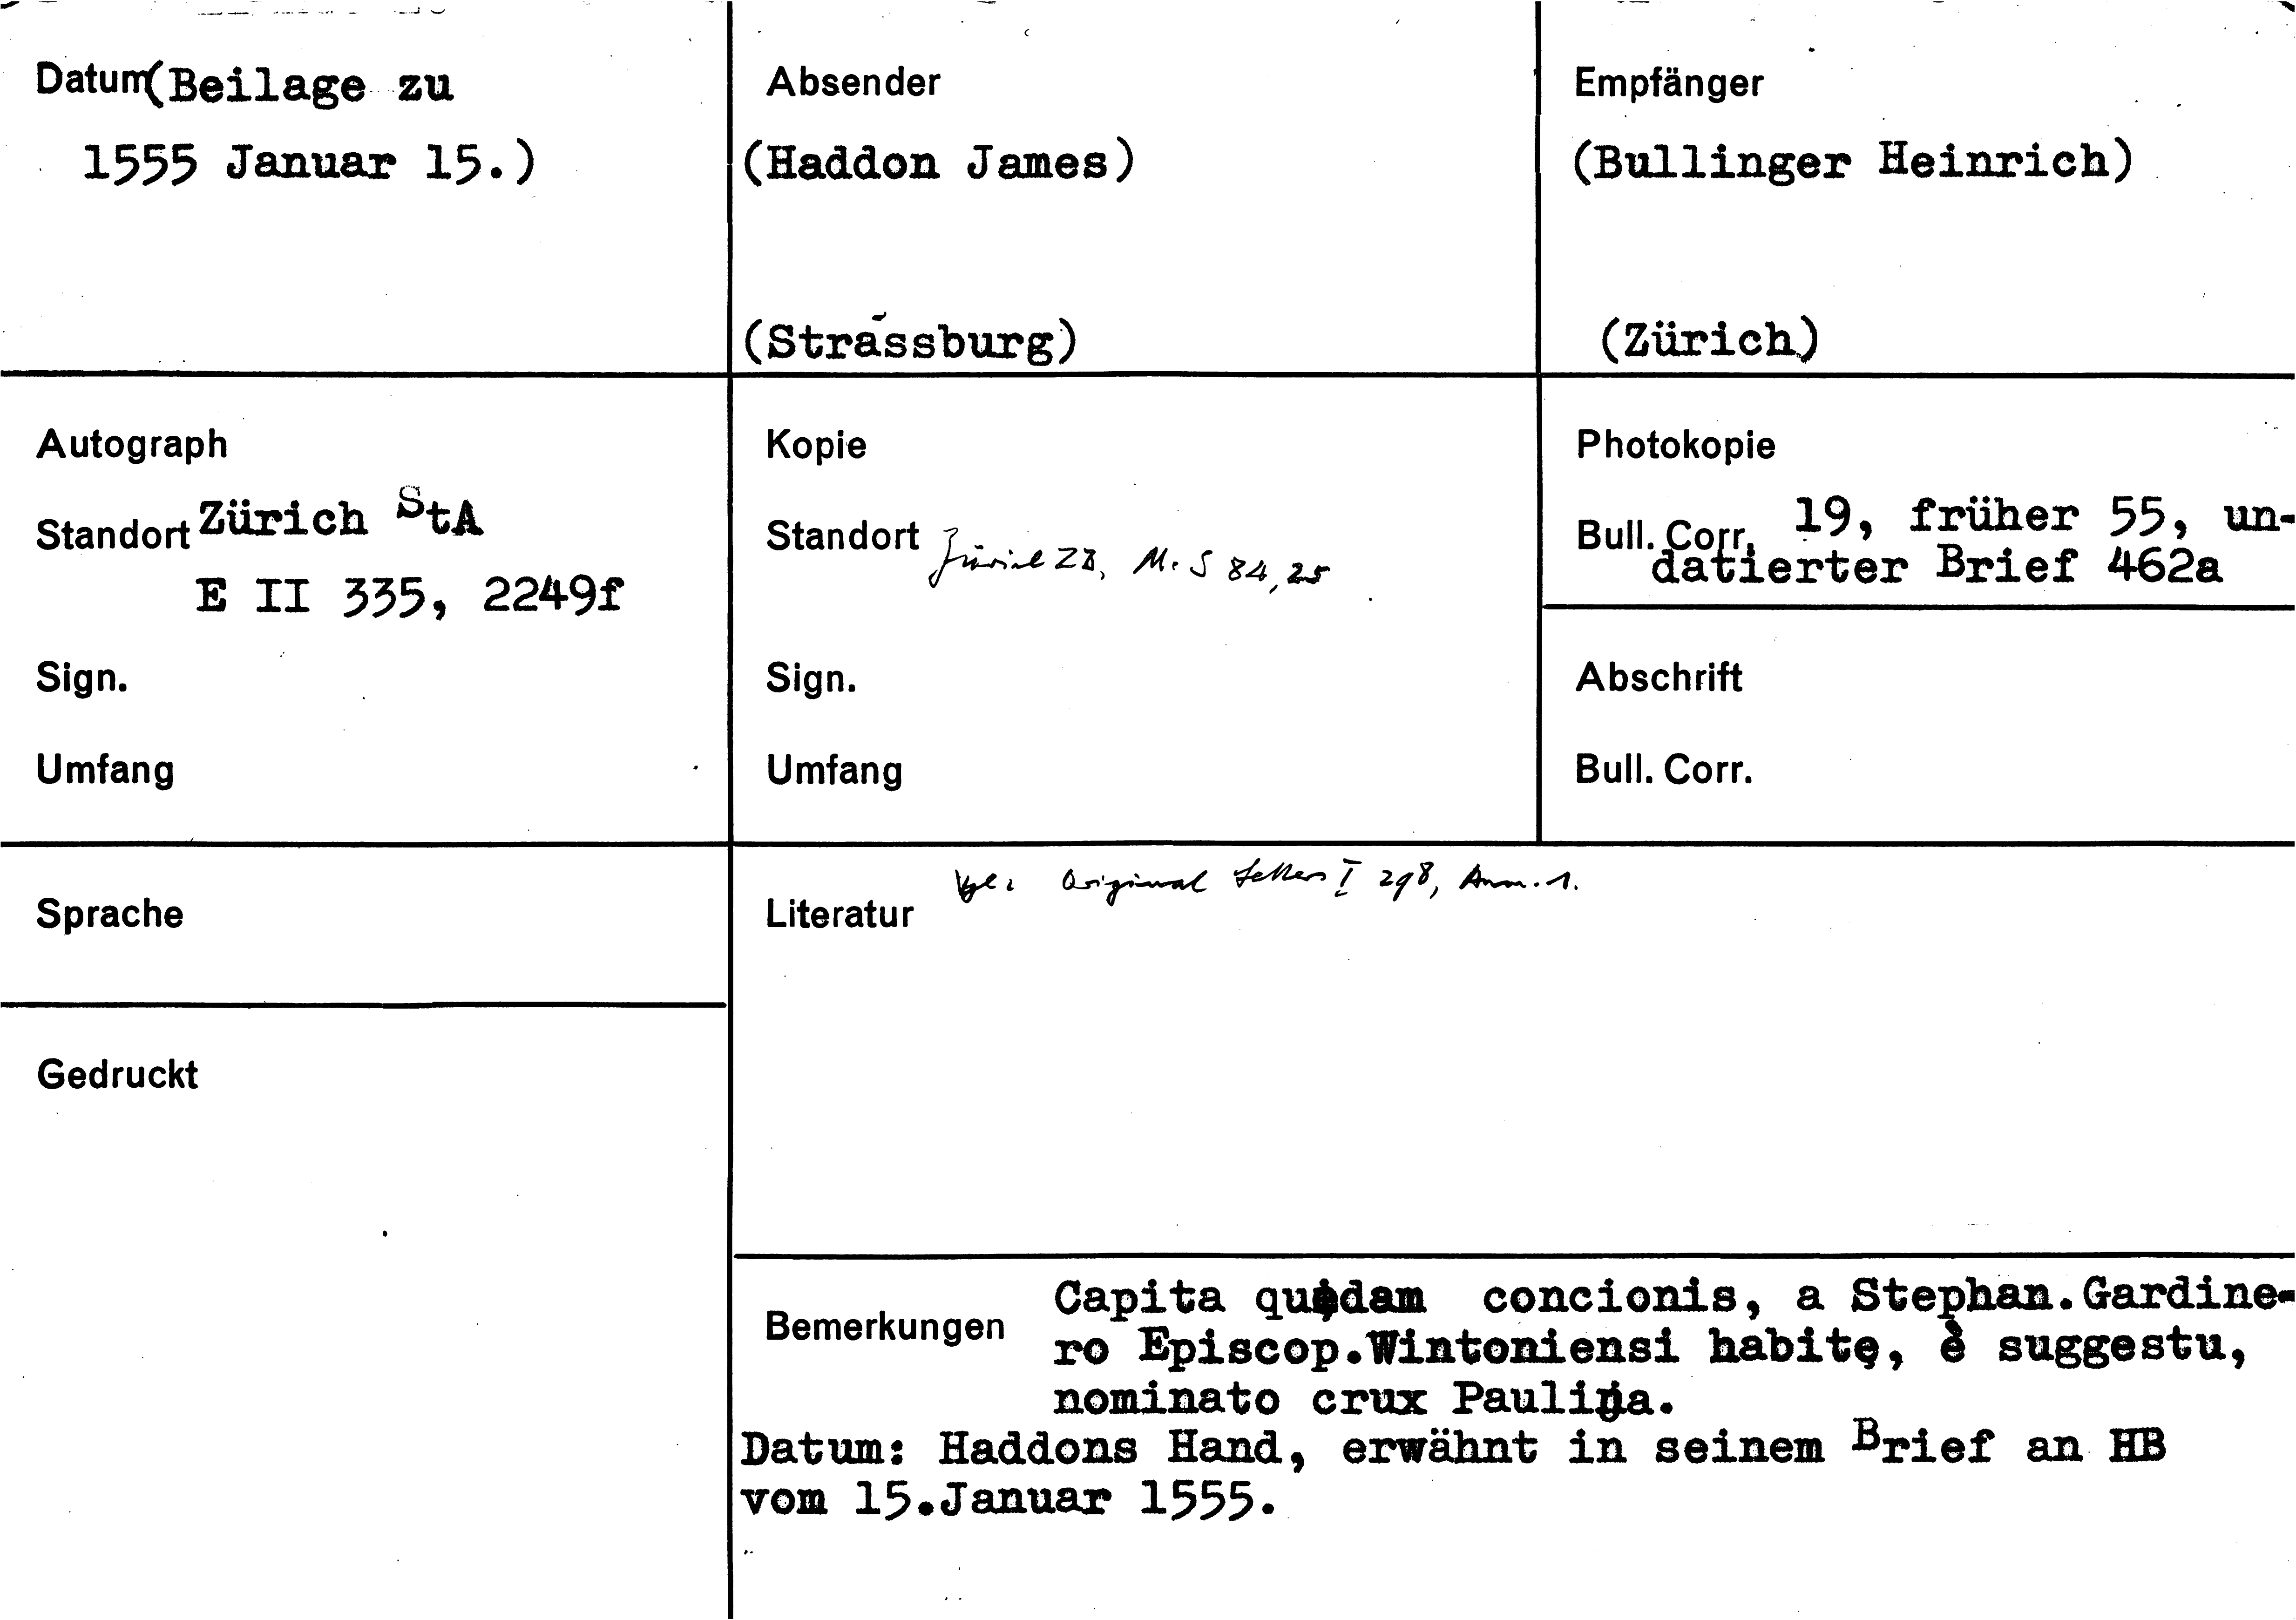 Datum (Beilage zu
1555 Januar 15.)
Absender
(Haddon James)
(Strassburg)
Empfänger
(Bullinger Heinrich)
(Zürich)
Autograph
Standort Zürich StA
E II 335, 2249f
Sign.
Umfang
Kopie
Standort Zürich ZB, Ms S 84, 25
Sign.
Umfang
Photokopie
Bull. Corr. 19, früher 55, un-
datierter Brief 462a
Abschrift
Bull. Corr.
Sprache
Gedruckt
Vgl. Original Letters I 298, Anm. 1.
Literatur
Bemerkungen
Capita quędam concionis, a Stephan.Gardine-
ro Episcop.Wintoniensi habitę, è suggestu,
nominato crux Paulina.
Datum: Haddons Hand, erwähnt in seinem Brief an HB
vom 15.Januar 1555.